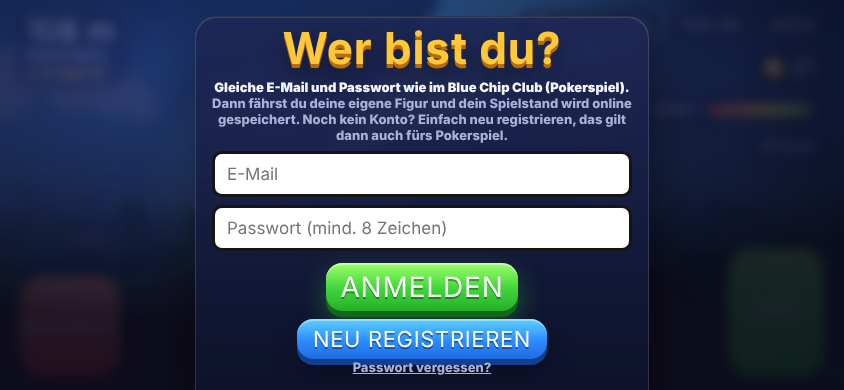 Wer bist du?
Gleiche E-Mail und Passwort wie im Blue Chip Club (Pokerspiel).
Dann fährst du deine eigene Figur und dein Spielstand wird online
gespeichert. Noch kein Konto? Einfach neu registrieren, das gilt
dann auch fürs Pokerspiel.
E-Mail
Passwort (mind. 8 Zeichen)
ANMELDEN
NEU REGISTRIEREN
Passwort vergessen?